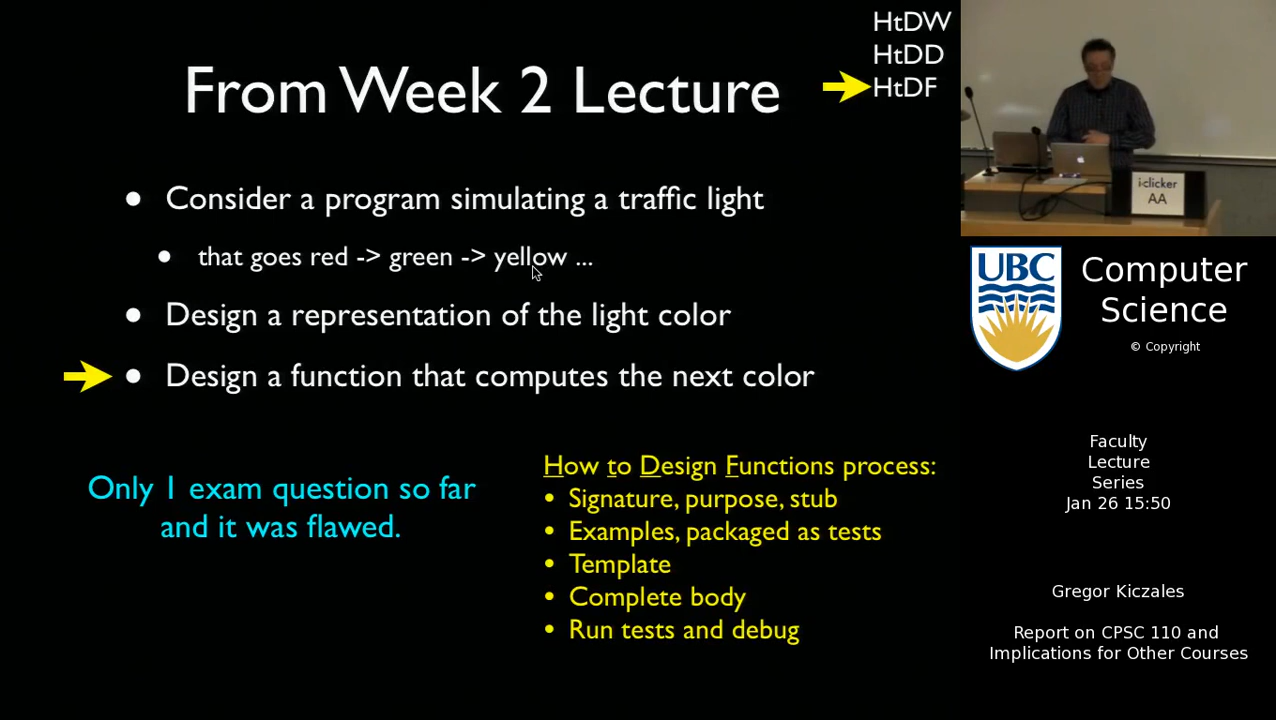 HtDW
HtDD
HtDF
From Week 2 Lecture
● Consider a program simulating a traffic light
● that goes red -> green -> yellow ...
● Design a representation of the light color
● Design a function that computes the next color
Only 1 exam question so far
and it was flawed.
How to Design Functions process:
• Signature, purpose, stub
• Examples, packaged as tests
• Template
• Complete body
• Run tests and debug
i-clicker
AA
UBC
Computer
Science
© Copyright
Faculty
Lecture
Series
Jan 26 15:50
Gregor Kiczales
Report on CPSC 110 and
Implications for Other Courses